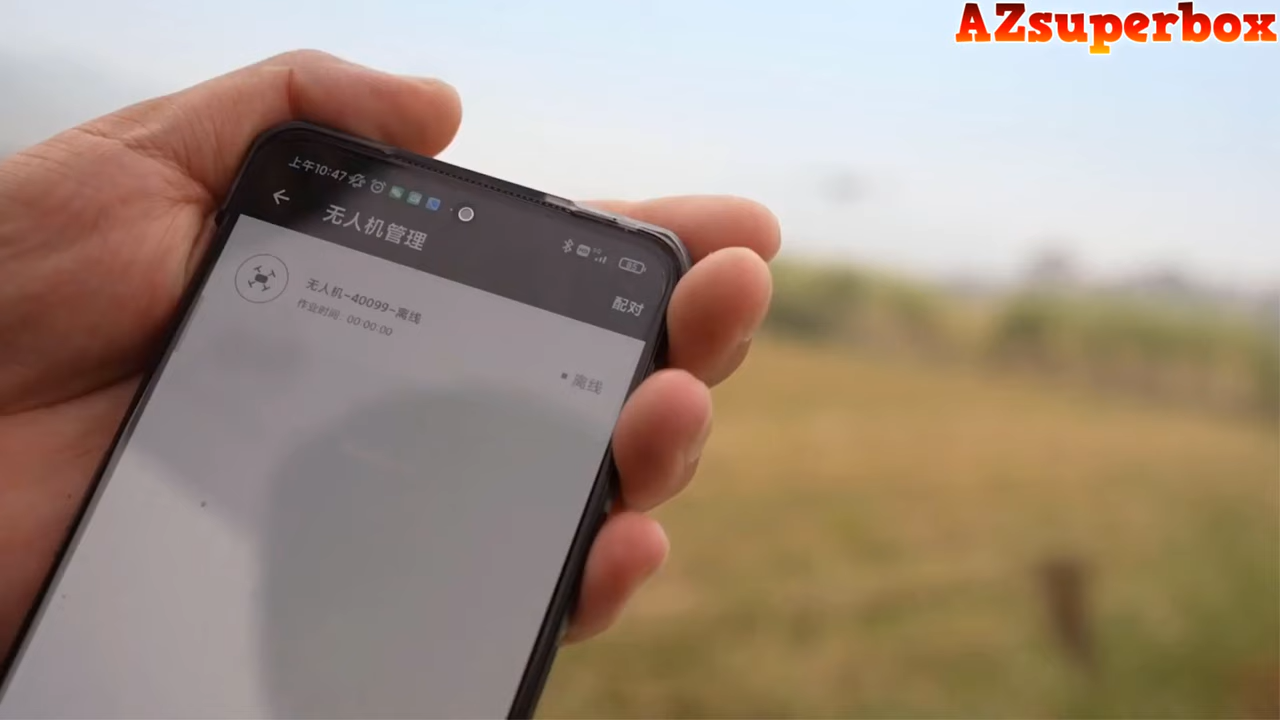 AZsuperbox
上午10:47
85
无人机管理
配对
无人机-40099-离线
作业时间: 00:00:00
离线